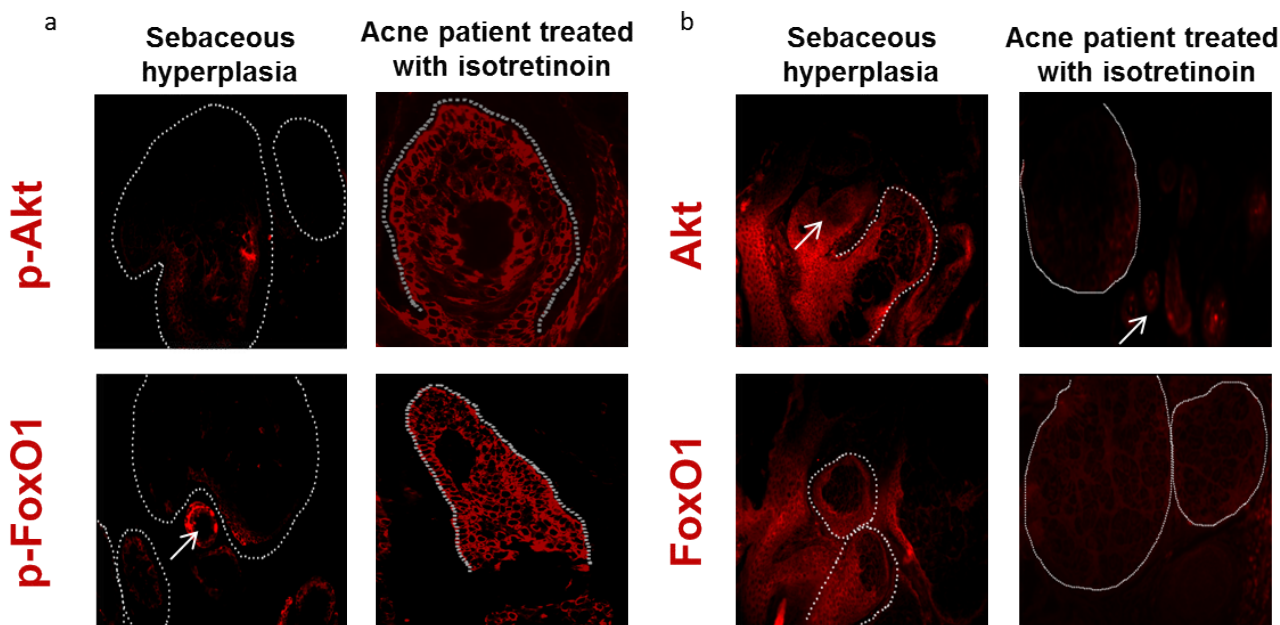 a
Sebaceous
hyperplasia
Acne patient treated
with isotretinoin
p-Akt
p-FoxO1
b
Sebaceous
hyperplasia
Acne patient treated
with isotretinoin
Akt
FoxO1